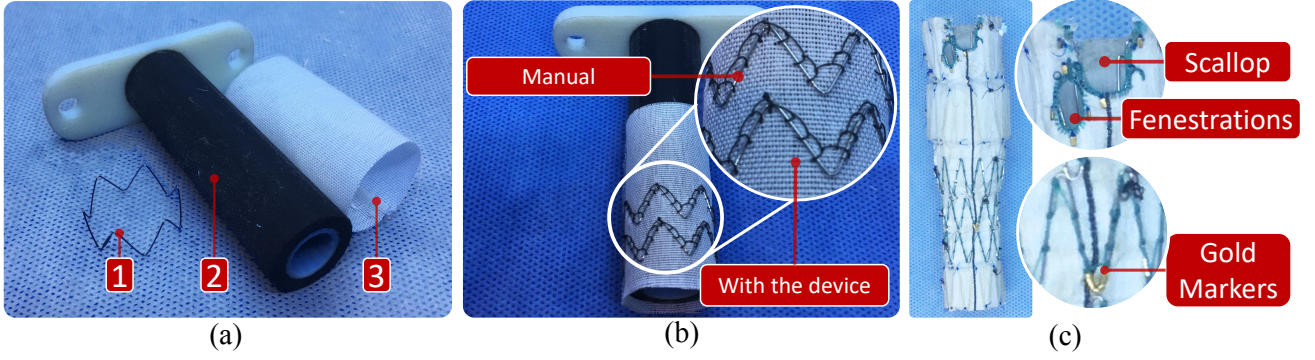 1
2
3
(a)
Manual
With the device
(b)
Scallop
Fenestrations
Gold
Markers
(c)